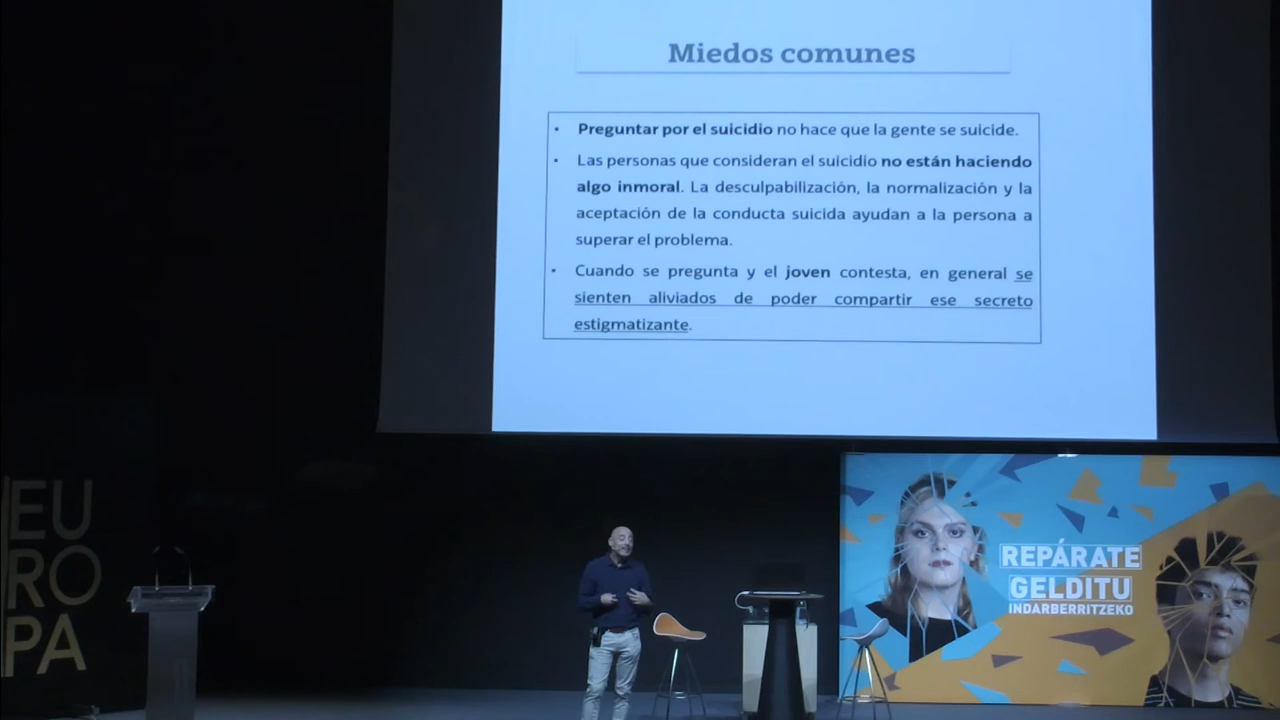 Miedos comunes
• Preguntar por el suicidio no hace que la gente se suicide.
• Las personas que consideran el suicidio no están haciendo
algo inmoral. La desculpabilización, la normalización y la
aceptación de la conducta suicida ayudan a la persona a
superar el problema.
• Cuando se pregunta y el joven contesta, en general se
sienten aliviados de poder compartir ese secreto
estigmatizante.
EU
RO
PA
REPÁRATE
GELDITU
INDARBERRITZEKO